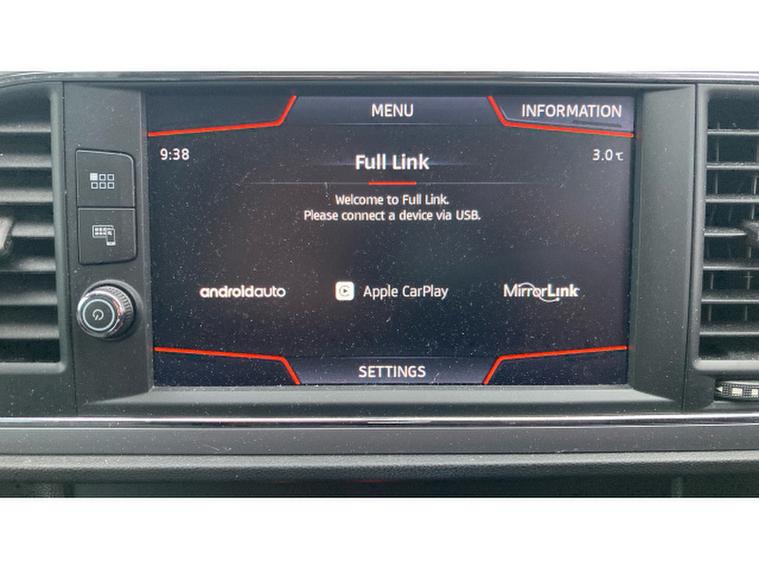 MENU
INFORMATION
9:38
Full Link
3.0 °C
Welcome to Full Link.
Please connect a device via USB.
androidauto
Apple CarPlay
MirrorLink
SETTINGS